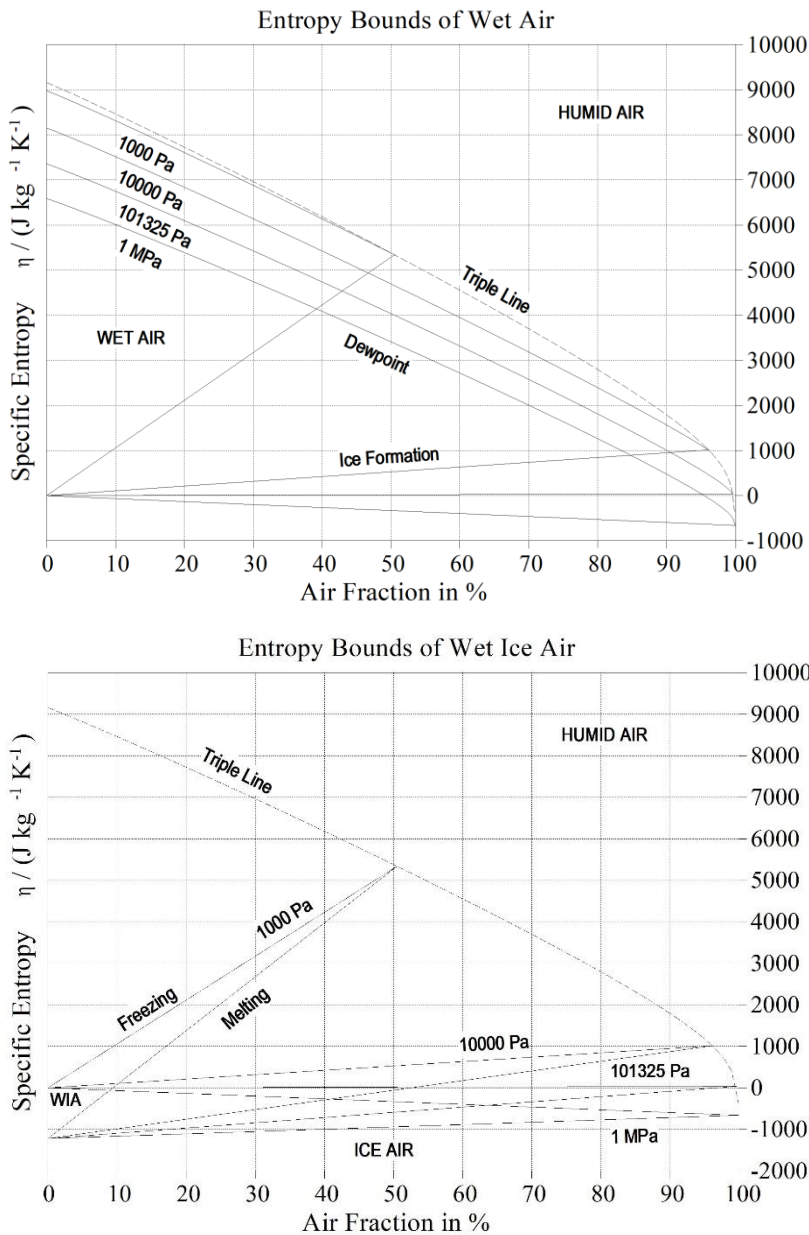 Entropy Bounds of Wet Air
Specific Entropy η / (J kg ⁻¹ K⁻¹ )
10000
9000
8000
7000
6000
5000
4000
3000
2000
1000
0
-1000
HUMID AIR
1000 Pa
10000 Pa
101325 Pa
1 MPa
Triple Line
WET AIR
Dewpoint
Ice Formation
0 10 20 30 40 50 60 70 80 90 100
Air Fraction in %
Entropy Bounds of Wet Ice Air
Specific Entropy η / (J kg ⁻¹ K⁻¹ )
10000
9000
8000
7000
6000
5000
4000
3000
2000
1000
0
-1000
-2000
HUMID AIR
Triple Line
1000 Pa
Freezing
Melting
10000 Pa
101325 Pa
WIA
ICE AIR
1 MPa
0 10 20 30 40 50 60 70 80 90 100
Air Fraction in %